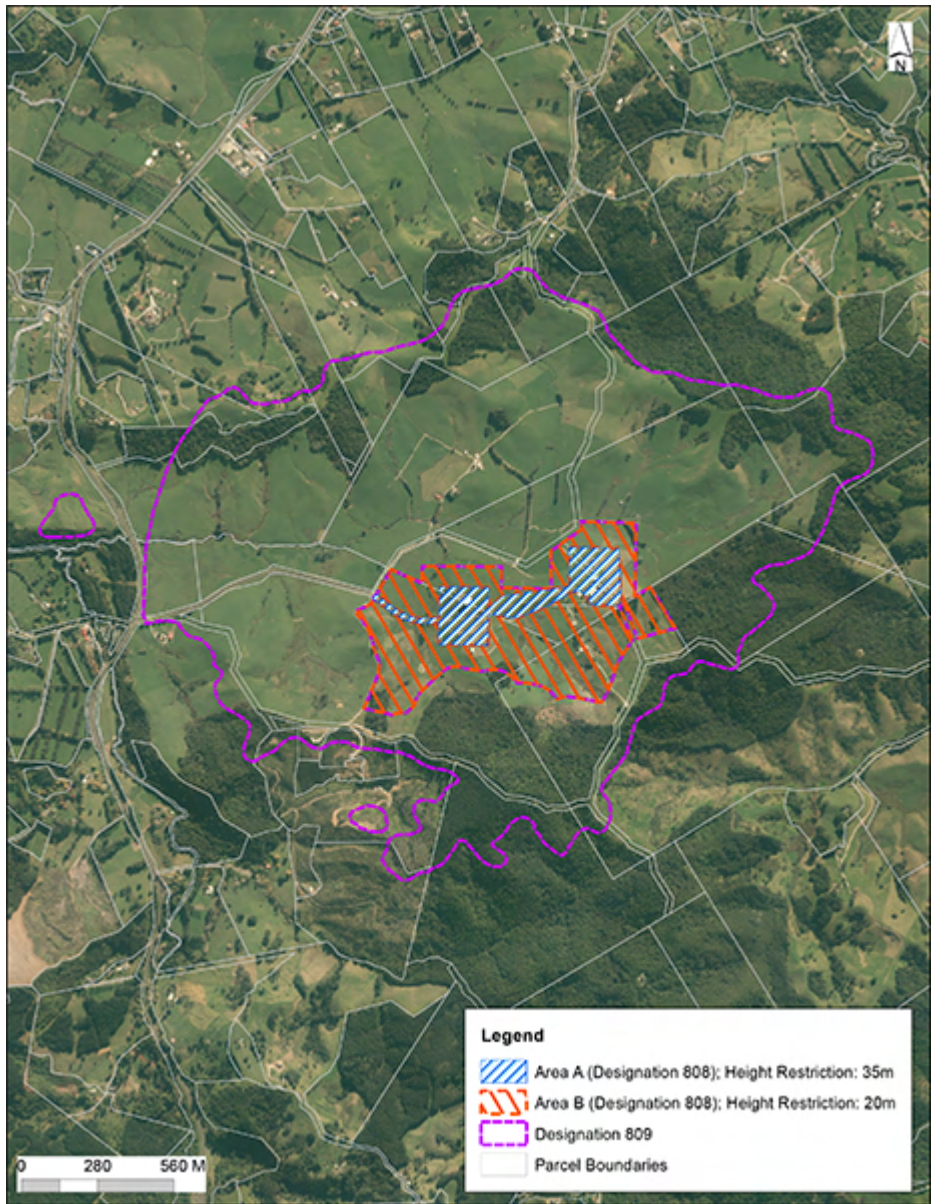 N
Legend
Area A (Designation 808); Height Restriction: 35m
Area B (Designation 808); Height Restriction: 20m
Designation 809
Parcel Boundaries
0 280 560 M